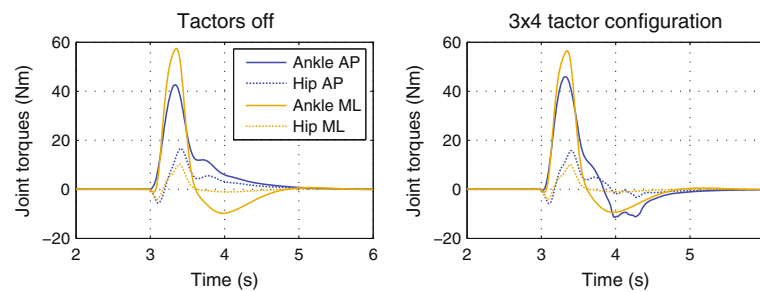 Tactors off
Joint torques (Nm)
60
40
20
0
−20
2
3
4
5
6
Time (s)
Ankle AP
Hip AP
Ankle ML
Hip ML
3x4 tactor configuration
Joint torques (Nm)
60
40
20
0
−20
2
3
4
5
Time (s)